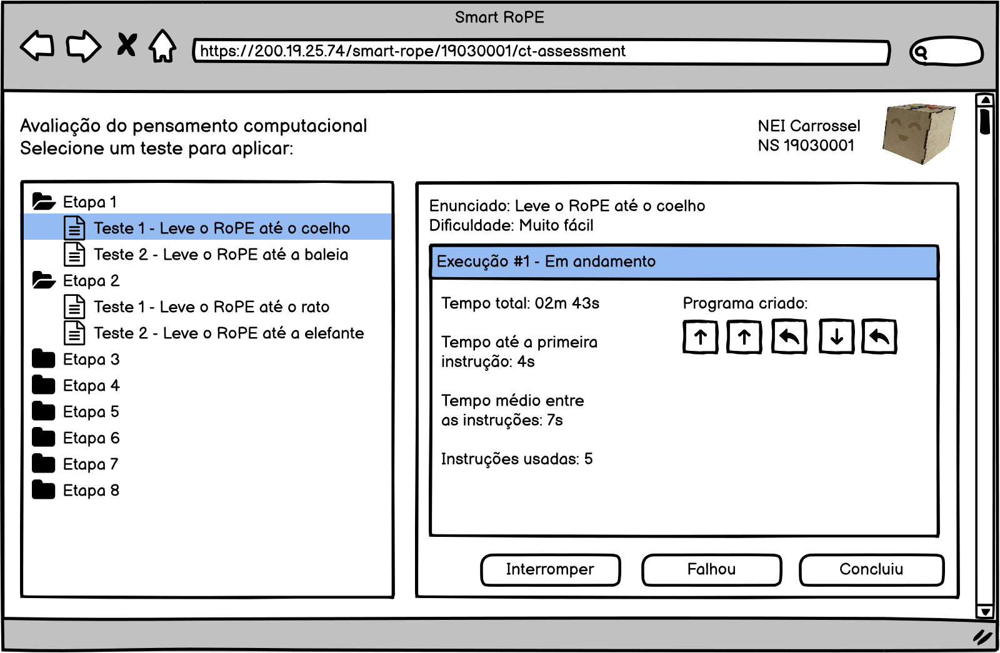 Smart RoPE
https://200.19.25.74/smart-rope/19030001/ct-assessment
Avaliação do pensamento computacional
Selecione um teste para aplicar:
NEI Carrossel
NS 19030001
Etapa 1
Teste 1 - Leve o RoPE até o coelho
Teste 2 - Leve o RoPE até a baleia
Etapa 2
Teste 1 - Leve o RoPE até o rato
Teste 2 - Leve o RoPE até a elefante
Etapa 3
Etapa 4
Etapa 5
Etapa 6
Etapa 7
Etapa 8
Enunciado: Leve o RoPE até o coelho
Dificuldade: Muito fácil
Execução #1 - Em andamento
Tempo total: 02m 43s
Tempo até a primeira
instrução: 4s
Tempo médio entre
as instruções: 7s
Instruções usadas: 5
Programa criado:
Interromper
Falhou
Concluiu